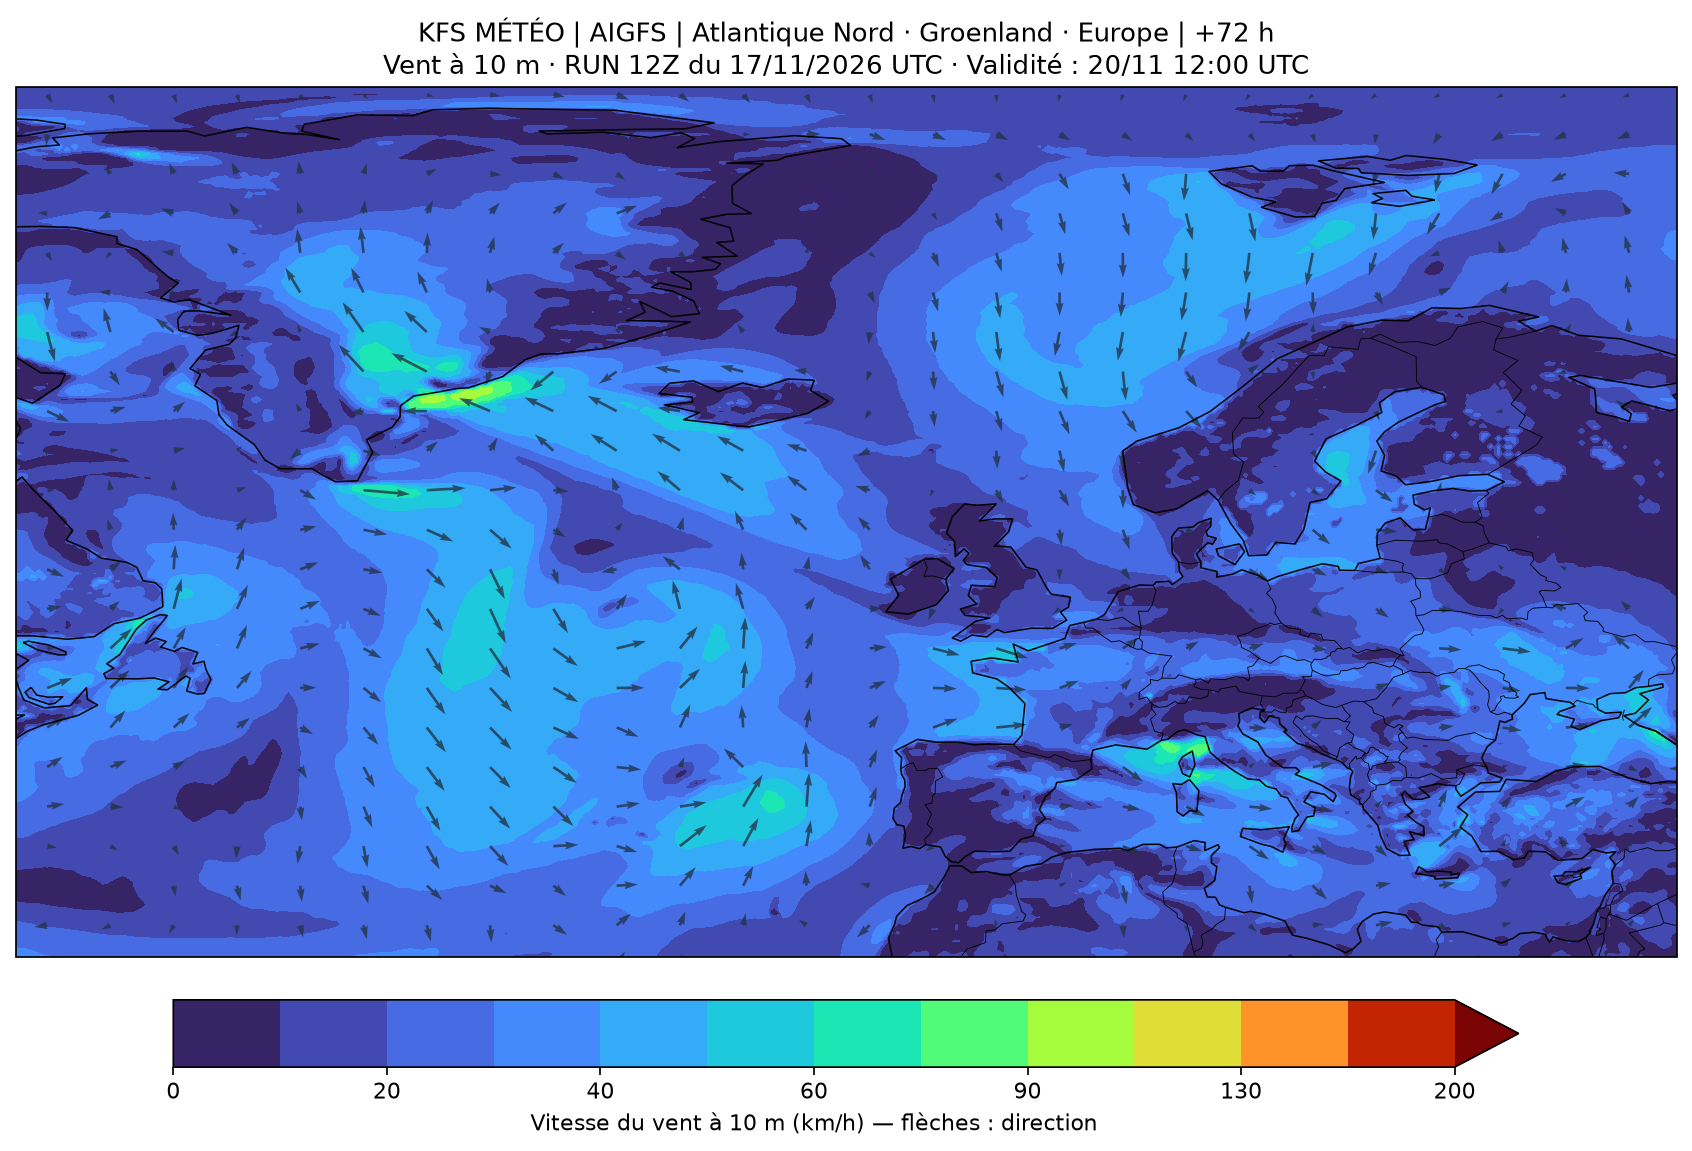 KFS MÉTÉO | AIGFS | Atlantique Nord · Groenland · Europe | +72 h
Vent à 10 m · RUN 12Z du 17/11/2026 UTC · Validité : 20/11 12:00 UTC
0 20 40 60 90 130 200
Vitesse du vent à 10 m (km/h) — flèches : direction